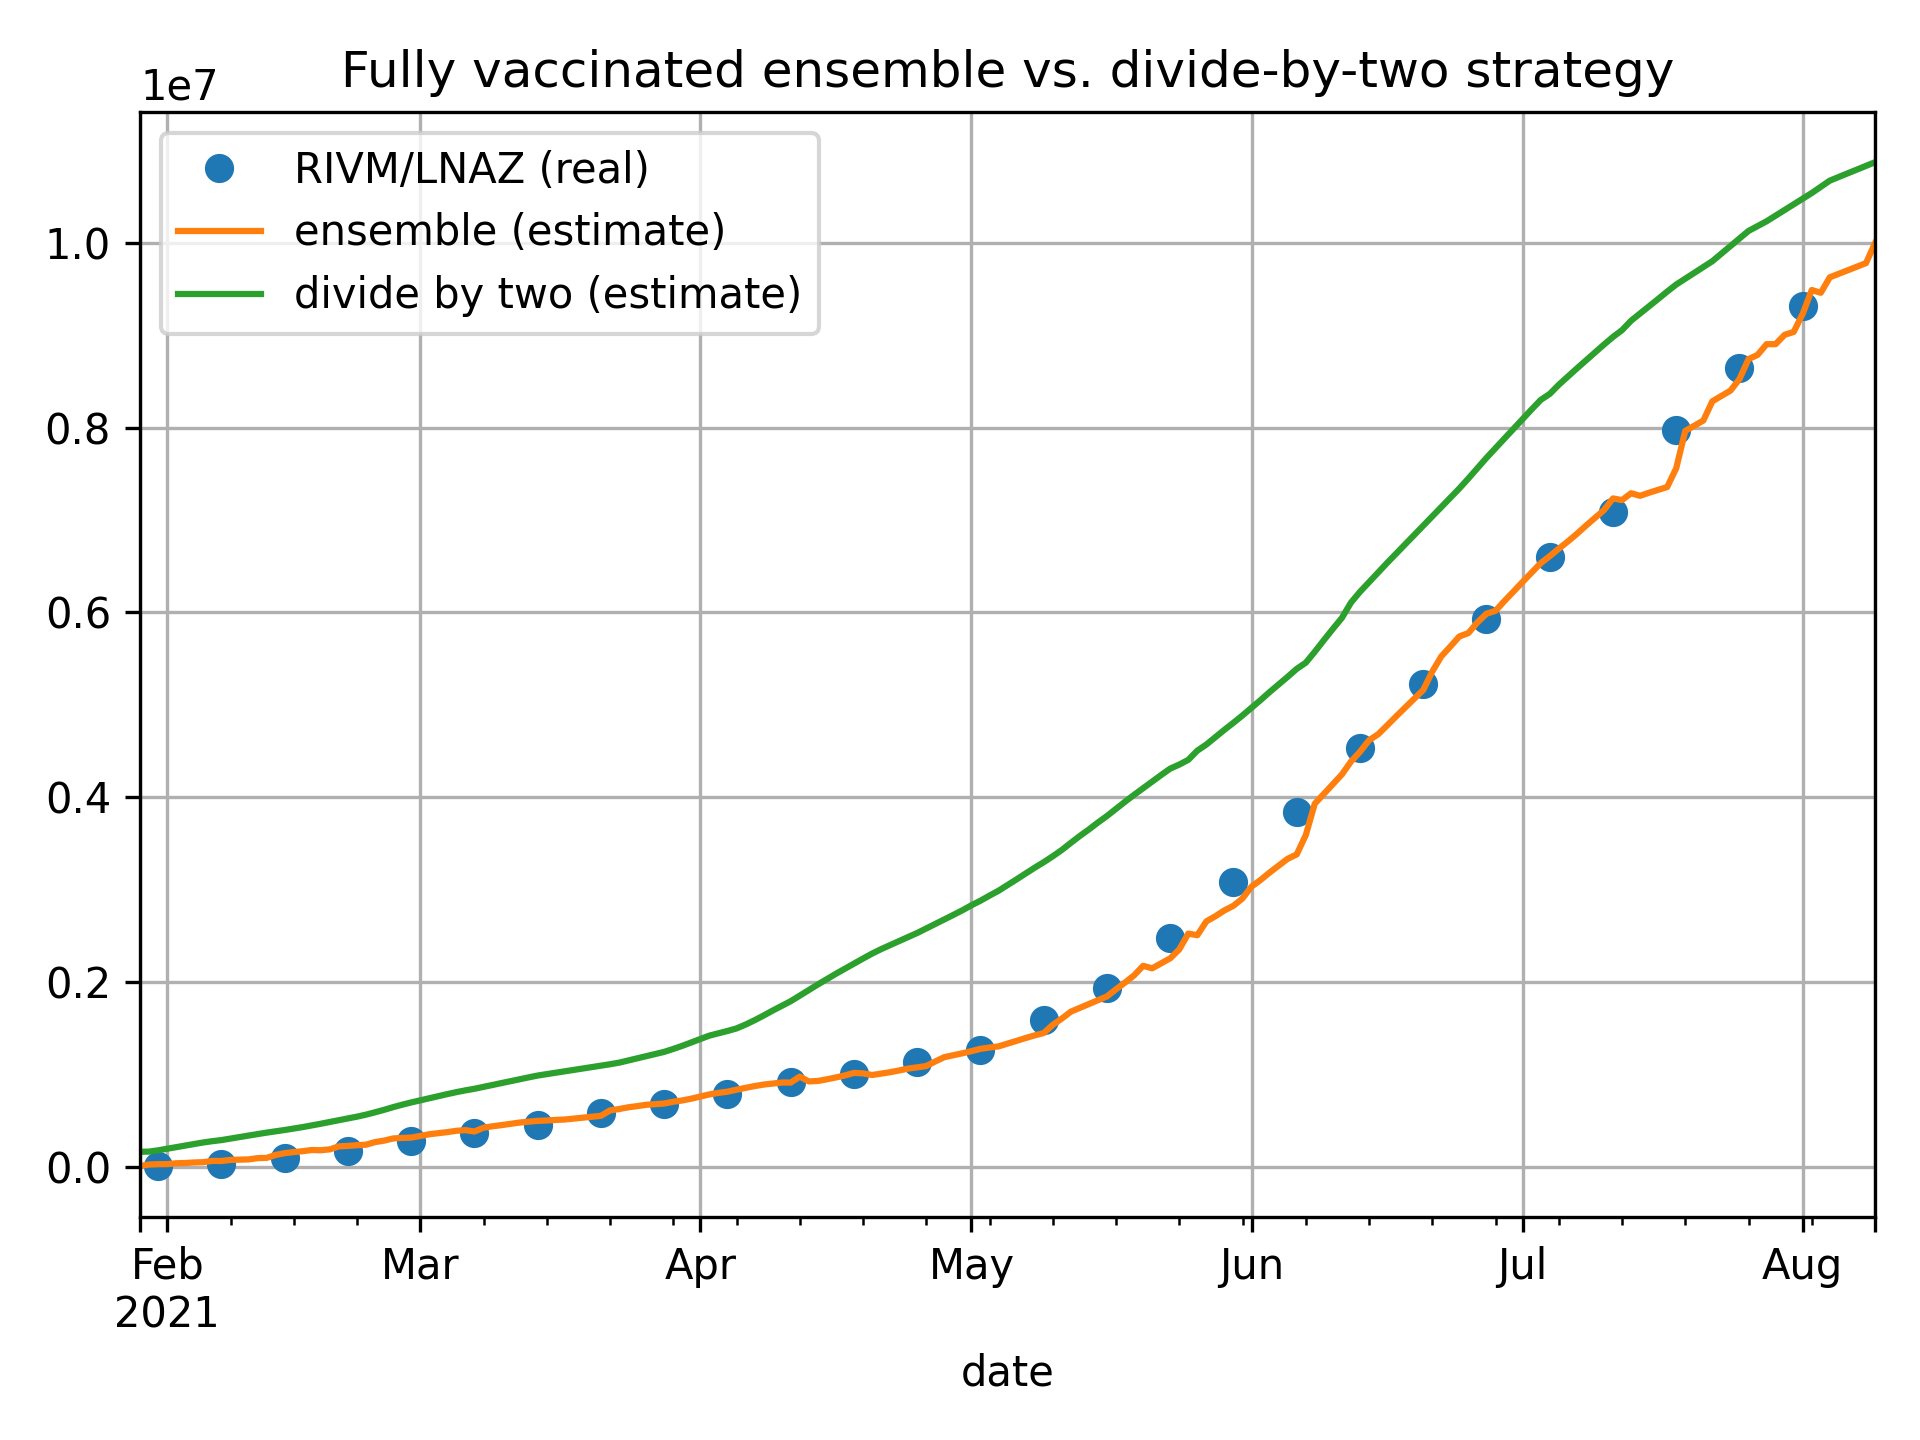 Fully vaccinated ensemble vs. divide-by-two strategy
1e7
RIVM/LNAZ (real)
ensemble (estimate)
divide by two (estimate)
1.0
0.8
0.6
0.4
0.2
0.0
Feb Mar Apr May Jun Jul Aug
2021
date